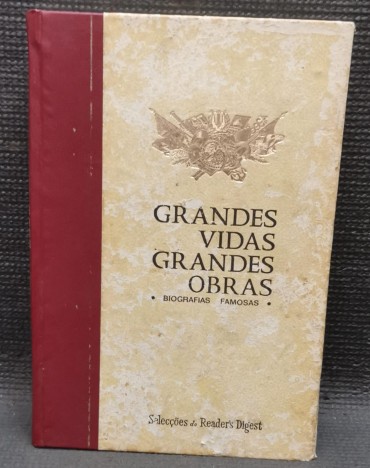 GRANDES
VIDAS
GRANDES
OBRAS
• BIOGRAFIAS FAMOSAS •
Selecções do Reader's Digest